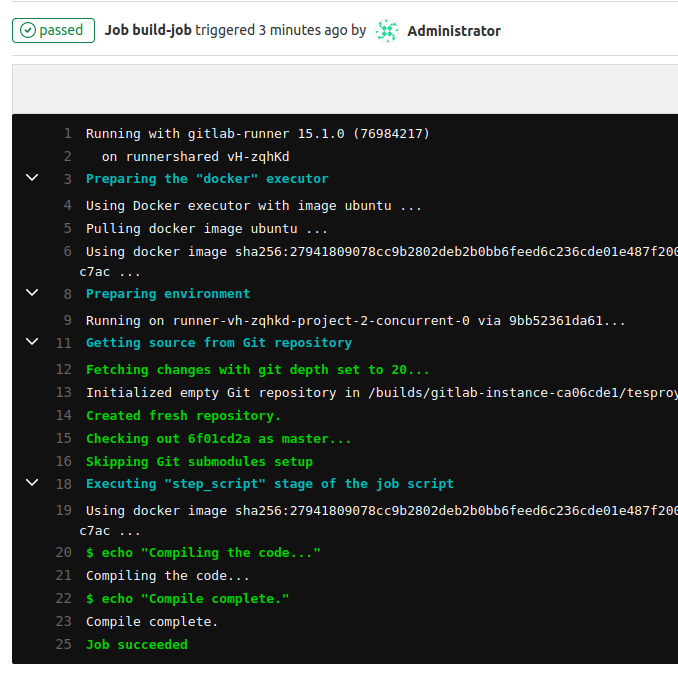 passed Job build-job triggered 3 minutes ago by Administrator
1 Running with gitlab-runner 15.1.0 (76984217)
2 on runnershared vH-zqhKd
3 Preparing the "docker" executor
4 Using Docker executor with image ubuntu ...
5 Pulling docker image ubuntu ...
6 Using docker image sha256:27941809078cc9b2802deb2b0bb6feed6c236cde01e487f200
c7ac ...
8 Preparing environment
9 Running on runner-vh-zqhkd-project-2-concurrent-0 via 9bb52361da61...
11 Getting source from Git repository
12 Fetching changes with git depth set to 20...
13 Initialized empty Git repository in /builds/gitlab-instance-ca06cde1/tesproy
14 Created fresh repository.
15 Checking out 6f01cd2a as master...
16 Skipping Git submodules setup
18 Executing "step_script" stage of the job script
19 Using docker image sha256:27941809078cc9b2802deb2b0bb6feed6c236cde01e487f200
c7ac ...
20 $ echo "Compiling the code..."
21 Compiling the code...
22 $ echo "Compile complete."
23 Compile complete.
25 Job succeeded